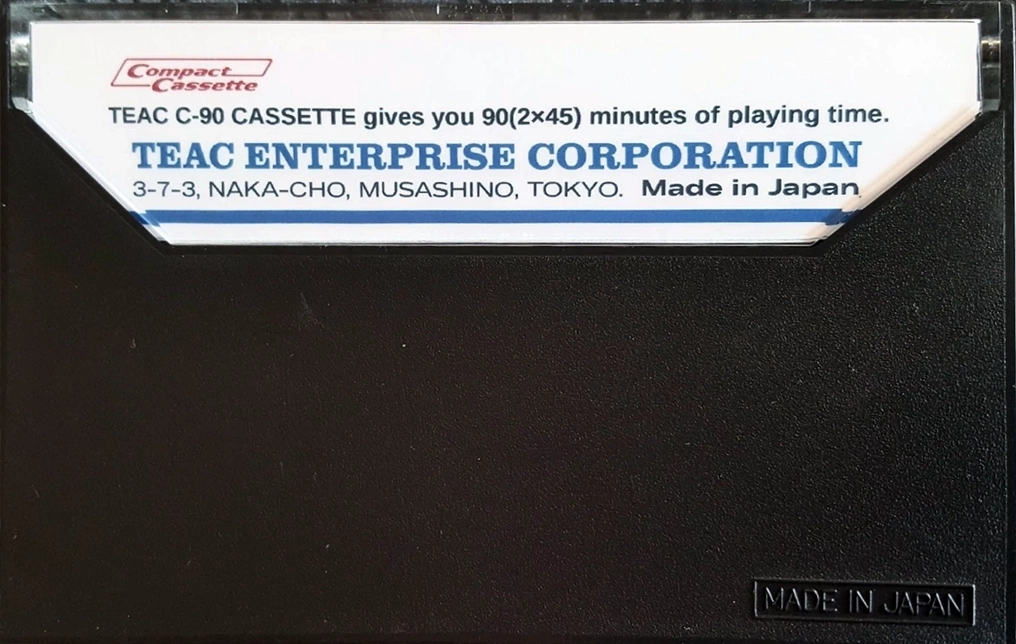 Compact
Cassette
TEAC C-90 CASSETTE gives you 90(2×45) minutes of playing time.
TEAC ENTERPRISE CORPORATION
3-7-3, NAKA-CHO, MUSASHINO, TOKYO. Made in Japan
MADE IN JAPAN